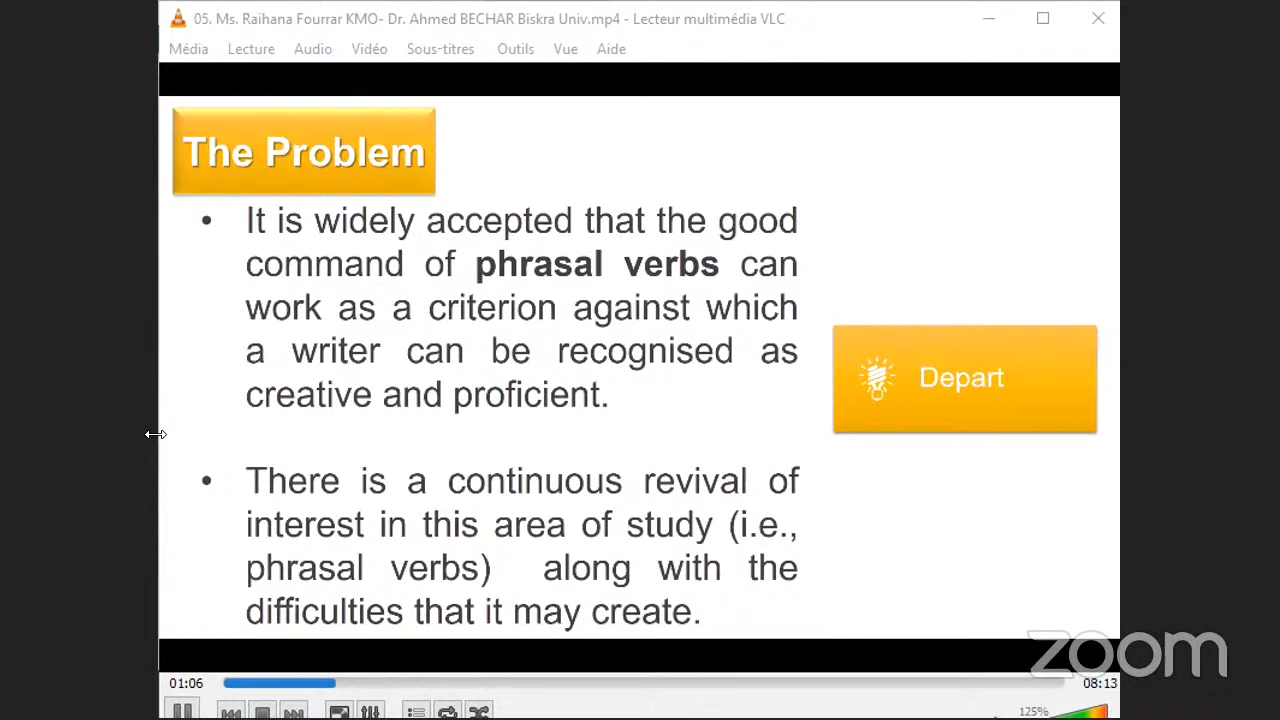 05. Ms. Raihana Fourrar KMO- Dr. Ahmed BECHAR Biskra Univ.mp4 - Lecteur multimédia VLC
Média Lecture Audio Vidéo Sous-titres Outils Vue Aide
The Problem
• It is widely accepted that the good
command of phrasal verbs can
work as a criterion against which
a writer can be recognised as
creative and proficient.
Depart
• There is a continuous revival of
interest in this area of study (i.e.,
phrasal verbs) along with the
difficulties that it may create.
zoom
01:06
08:13
125%